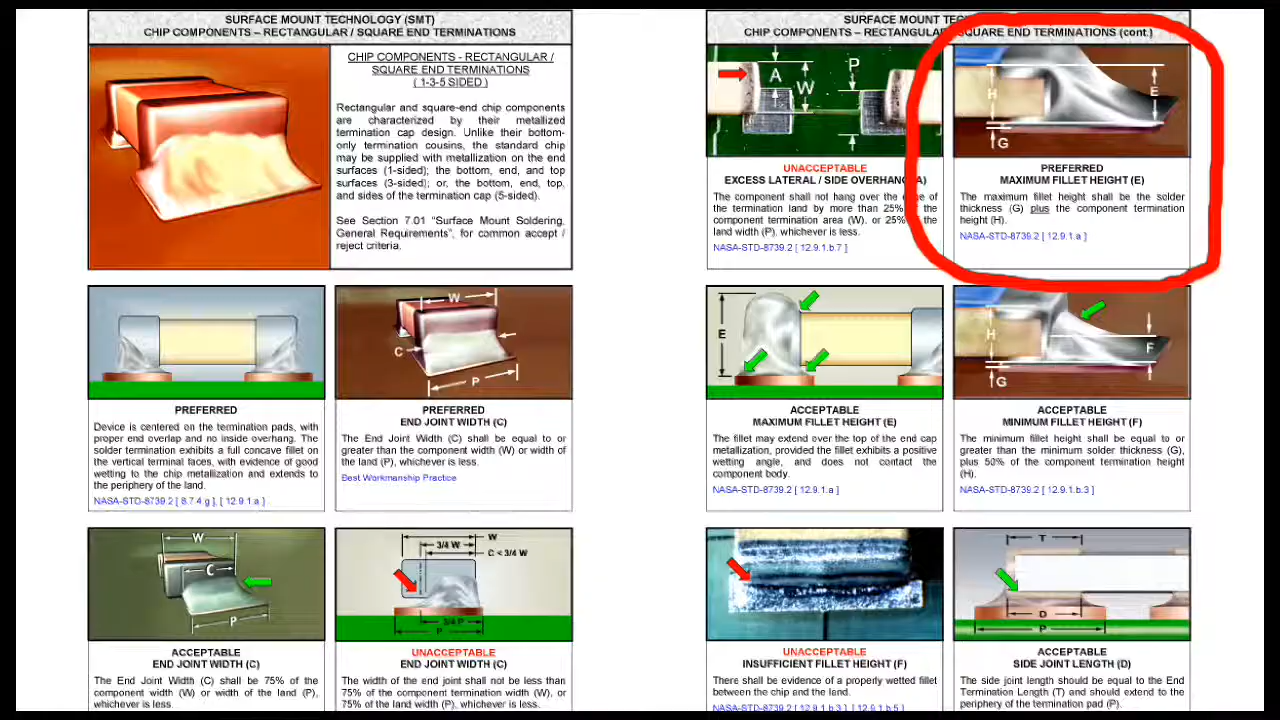 SURFACE MOUNT TECHNOLOGY (SMT)
CHIP COMPONENTS – RECTANGULAR / SQUARE END TERMINATIONS
CHIP COMPONENTS - RECTANGULAR /
SQUARE END TERMINATIONS
( 1-3-5 SIDED )
Rectangular and square-end chip components
are characterized by their metallized
termination cap design. Unlike their bottom-
only termination cousins, the standard chip
may be supplied with metallization on the end
surfaces (1-sided); the bottom, end, and top
surfaces (3-sided); or, the bottom, end, top,
and sides of the termination cap (5-sided).
See Section 7.01 "Surface Mount Soldering,
General Requirements", for common accept /
reject criteria.
PREFERRED
Device is centered on the termination pads, with
proper end overlap and no inside overhang. The
solder termination exhibits a full concave fillet on
the vertical terminal faces, with evidence of good
wetting to the chip metallization and extends to
the periphery of the land.
NASA-STD-8739.2 [ 8.7.4.g ], [ 12.9.1.a ]
W
C
P
PREFERRED
END JOINT WIDTH (C)
The End Joint Width (C) shall be equal to or
greater than the component width (W) or width of
the land (P), whichever is less.
Best Workmanship Practice
W
C
P
ACCEPTABLE
END JOINT WIDTH (C)
The End Joint Width (C) shall be 75% of the
component width (W) or width of the land (P),
whichever is less.
W
3/4 W
C < 3/4 W
3/4 P
P
UNACCEPTABLE
END JOINT WIDTH (C)
The width of the end joint shall not be less than
75% of the component termination width (W), or
75% of the land width (P), whichever is less.
SURFACE MOUNT
CHIP COMPONENTS – RECTANGULAR SQUARE END TERMINATIONS (cont.)
A
W
P
UNACCEPTABLE
EXCESS LATERAL / SIDE OVERHANG (A)
The component shall not hang over the of
the termination land by more than 25% the
component termination area (W), or 25% the
land width (P), whichever is less.
NASA-STD-8739.2 [ 12.9.1.b.7 ]
H
E
G
PREFERRED
MAXIMUM FILLET HEIGHT (E)
The maximum fillet height shall be the solder
thickness (G) plus the component termination
height (H).
NASA-STD-8739.2 [ 12.9.1.a ]
E
ACCEPTABLE
MAXIMUM FILLET HEIGHT (E)
The fillet may extend over the top of the end cap
metallization, provided the fillet exhibits a positive
wetting angle, and does not contact the
component body.
NASA-STD-8739.2 [ 12.9.1.a ]
H
F
G
ACCEPTABLE
MINIMUM FILLET HEIGHT (F)
The minimum fillet height shall be equal to or
greater than the minimum solder thickness (G),
plus 50% of the component termination height
(H).
NASA-STD-8739.2 [ 12.9.1.b.3 ]
UNACCEPTABLE
INSUFFICIENT FILLET HEIGHT (F)
There shall be evidence of a properly wetted fillet
between the chip and the land.
NASA-STD-8739.2 [ 12.9.1.b.3 ], [ 12.9.1.b.5 ]
T
D
P
ACCEPTABLE
SIDE JOINT LENGTH (D)
The side joint length should be equal to the End
Termination Length (T) and should extend to the
periphery of the termination pad (P).